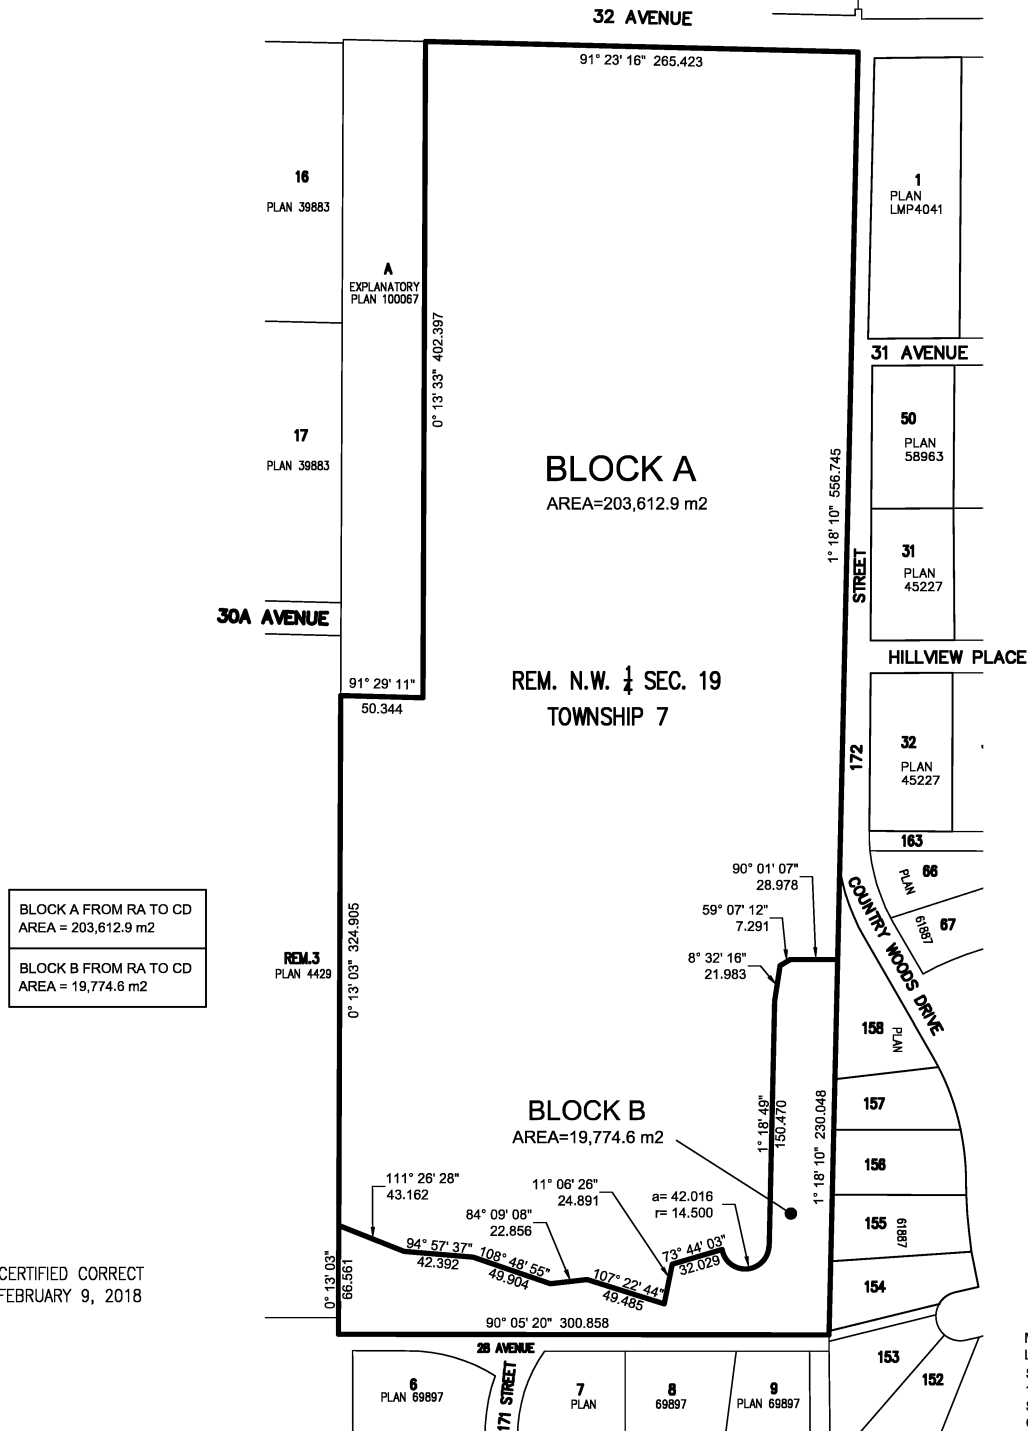 32 AVENUE
91° 23' 16" 265.423
16
PLAN 39883
1
PLAN
LMP4041
A
EXPLANATORY
PLAN 100067
0° 13' 33" 402.397
31 AVENUE
17
PLAN 39883
50
PLAN
58963
BLOCK A
AREA=203,612.9 m2
1° 18' 10" 556.745
31
PLAN
45227
STREET
30A AVENUE
HILLVIEW PLACE
91° 29' 11"
50.344
REM. N.W. 1/4 SEC. 19
TOWNSHIP 7
172
32
PLAN
45227
163
66
PLAN
67
61887
COUNTRY WOODS DRIVE
90° 01' 07"
28.978
59° 07' 12"
7.291
8° 32' 16"
21.983
BLOCK A FROM RA TO CD
AREA = 203,612.9 m2
BLOCK B FROM RA TO CD
AREA = 19,774.6 m2
REM.3
PLAN 4429
0° 13' 03" 324.905
158
PLAN
157
156
155
61887
154
153
152
BLOCK B
AREA=19,774.6 m2
1° 18' 49"
150.470
1° 18' 10" 230.048
111° 26' 28"
43.162
11° 06' 26"
24.891
a= 42.016
r= 14.500
84° 09' 08"
22.856
94° 57' 37"
42.392
108° 48' 55"
49.904
107° 22' 44"
49.485
73° 44' 03"
32.029
0° 13' 03"
66.561
CERTIFIED CORRECT
FEBRUARY 9, 2018
90° 05' 20" 300.858
28 AVENUE
171 STREET
6
PLAN 69897
7
PLAN
8
69897
9
PLAN 69897